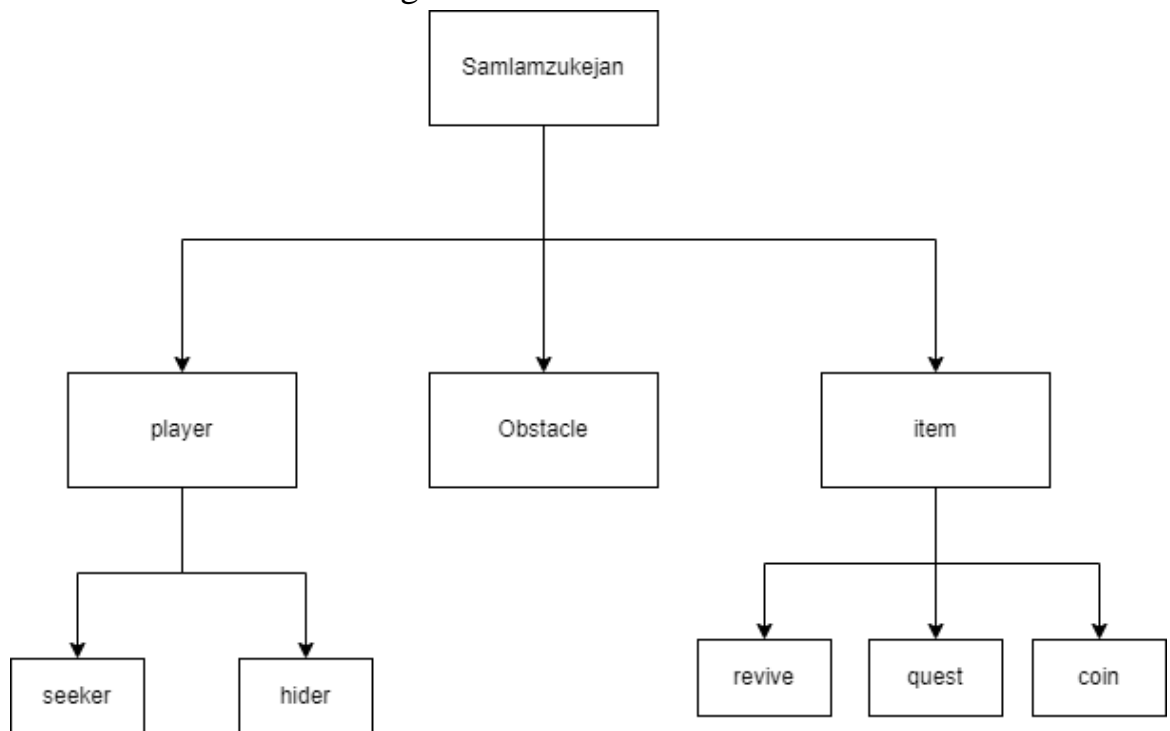 Samlamzukejan
player
Obstacle
item
seeker
hider
revive
quest
coin